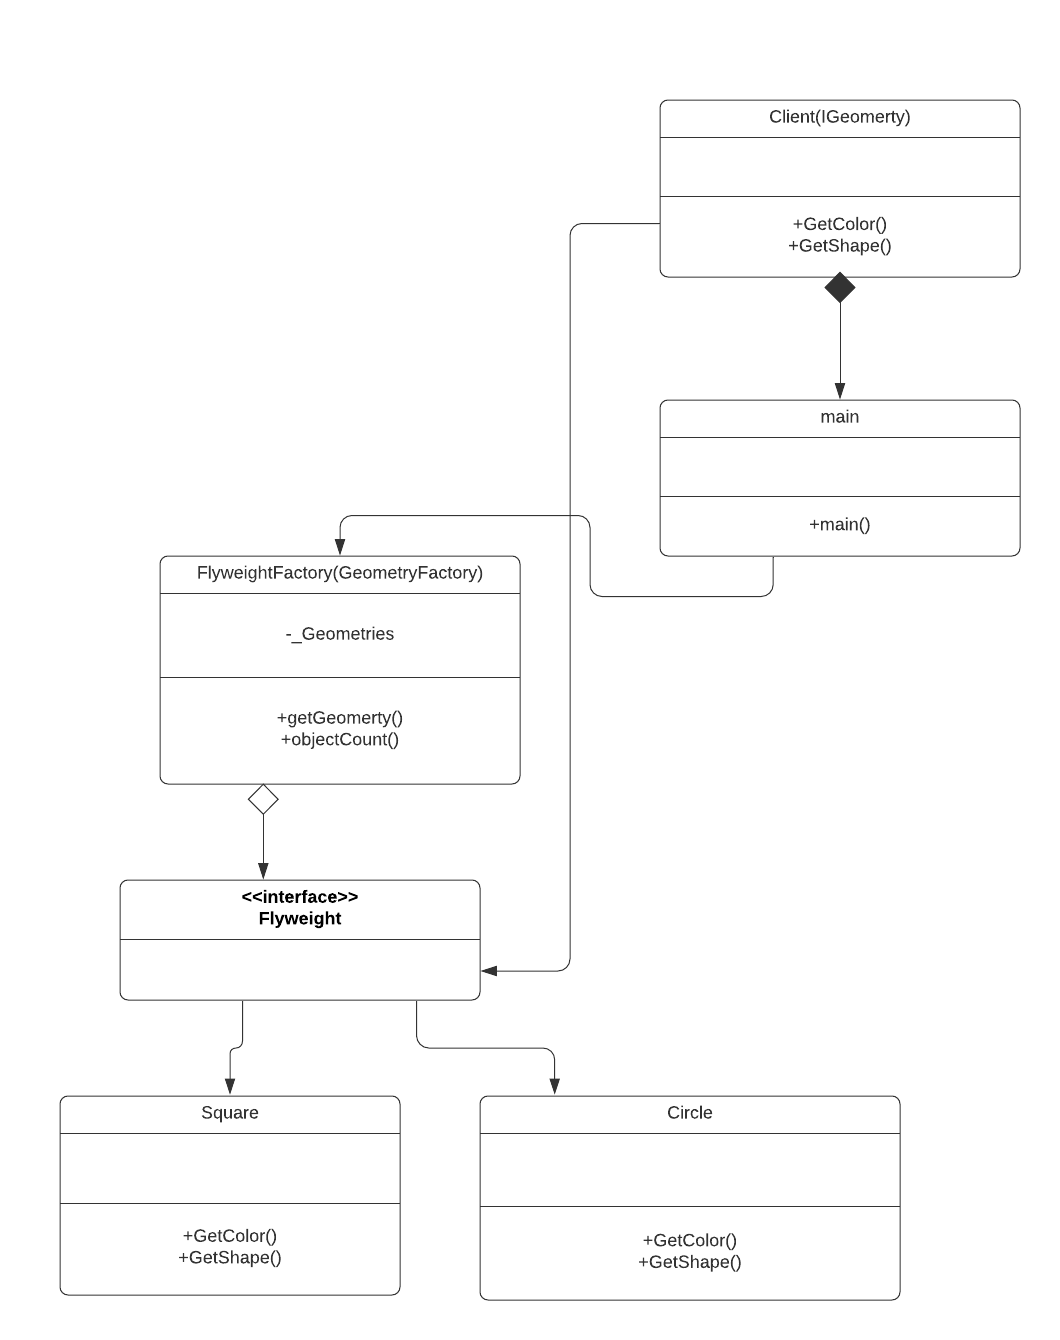 Client(IGeomerty)
+GetColor()
+GetShape()
main
+main()
FlyweightFactory(GeometryFactory)
-_Geometries
+getGeomerty()
+objectCount()
<<interface>>
Flyweight
Square
+GetColor()
+GetShape()
Circle
+GetColor()
+GetShape()